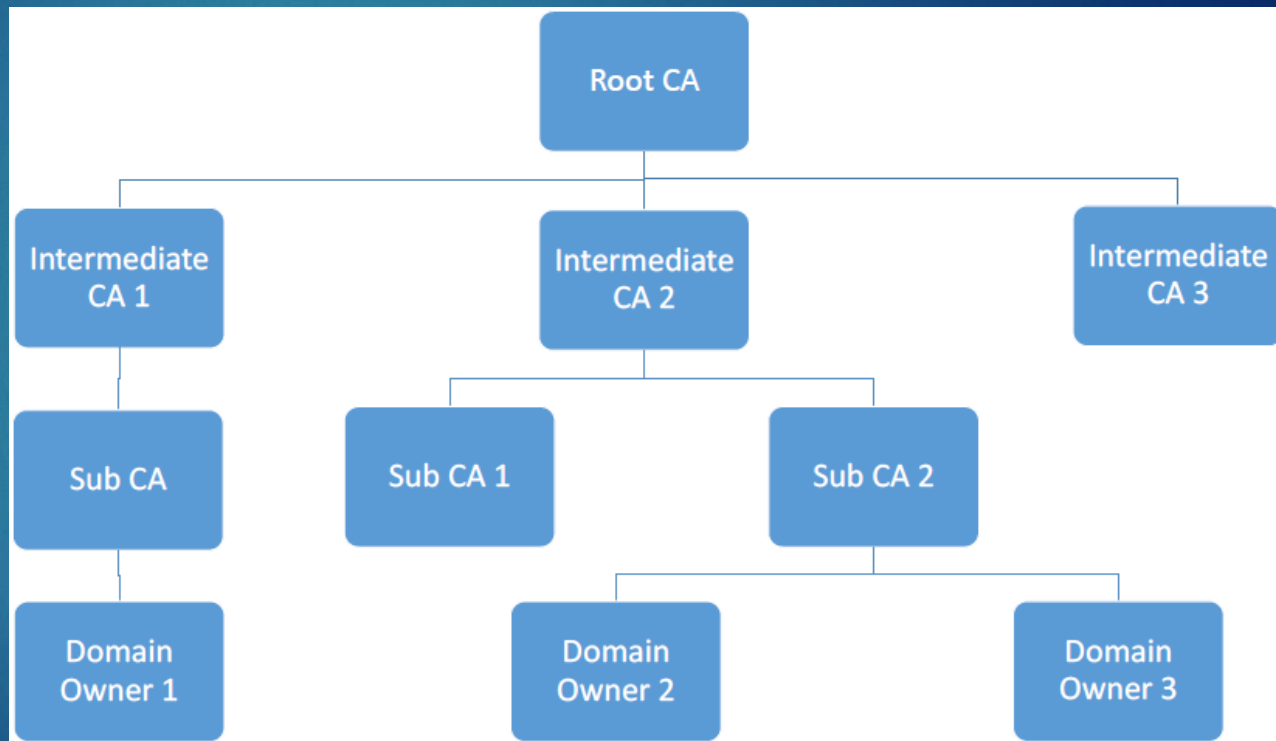 Root CA
Intermediate
CA 1
Intermediate
CA 2
Intermediate
CA 3
Sub CA
Sub CA 1
Sub CA 2
Domain
Owner 1
Domain
Owner 2
Domain
Owner 3